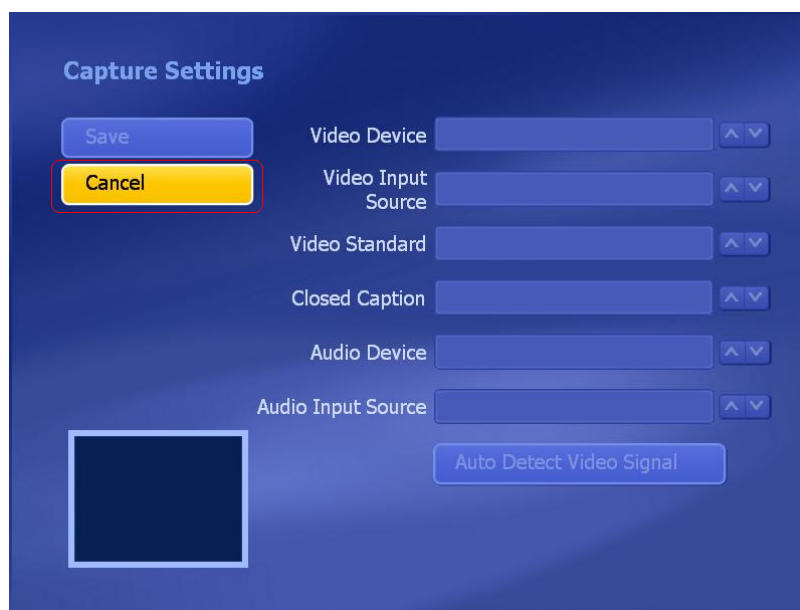 Capture Settings
Save
Cancel
Video Device
Video Input
Source
Video Standard
Closed Caption
Audio Device
Audio Input Source
Auto Detect Video Signal